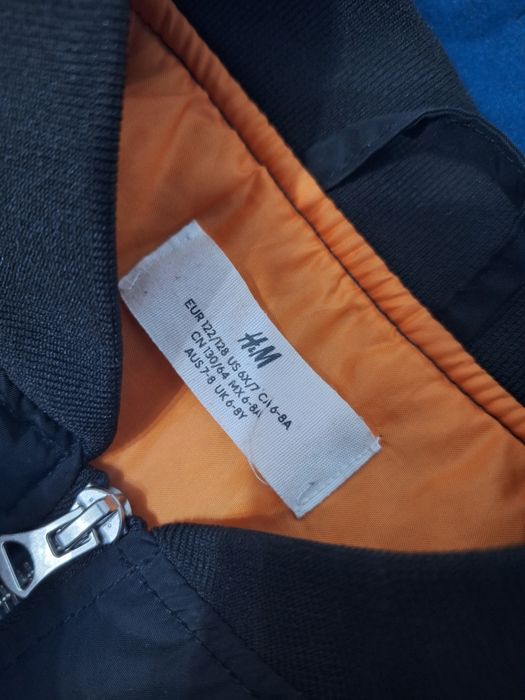 H&M
EUR 122/128 US 6X/7 CA 6-8A
CN 130/64 MX 6-8A
AUS 7-8 UK 6-8Y